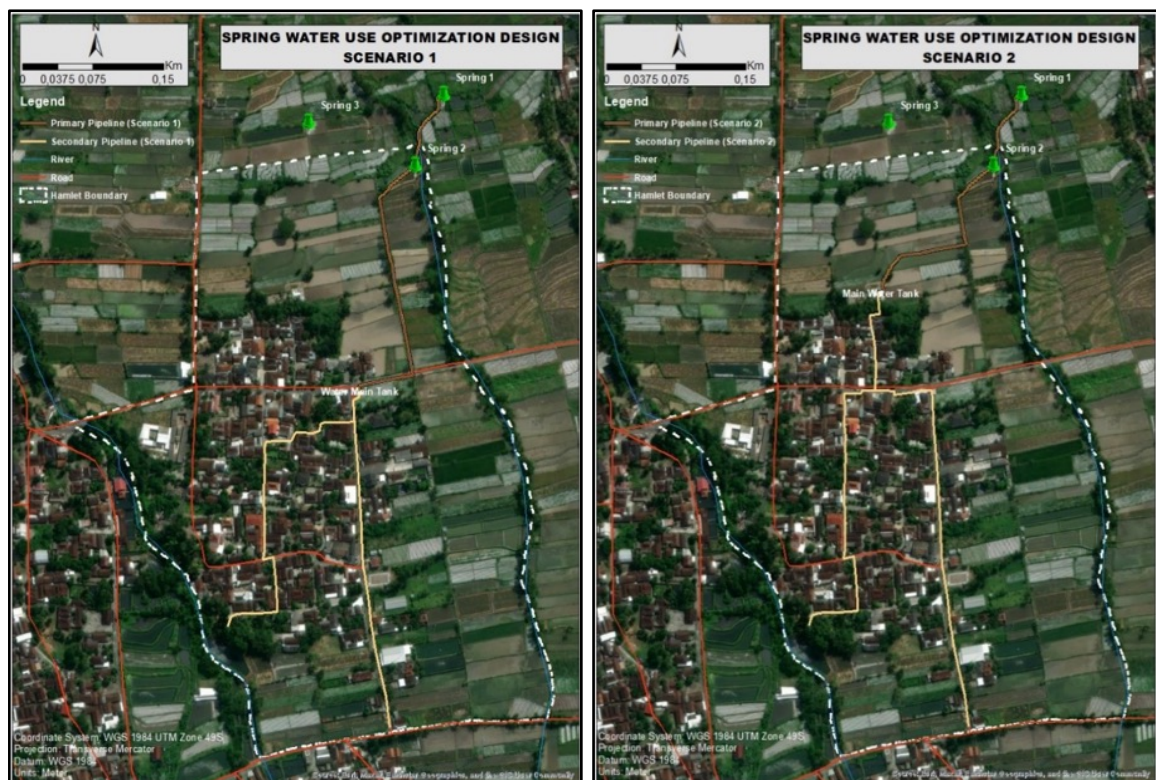 N
Km
0 0,0375 0,075 0,15
SPRING WATER USE OPTIMIZATION DESIGN
SCENARIO 1
Legend
Primary Pipeline (Scenario 1)
Secondary Pipeline (Scenario 1)
River
Road
Hamlet Boundary
Spring 1
Spring 3
Spring 2
Water Main Tank
Coordinate System: WGS 1984 UTM Zone 49S
Projection: Transverse Mercator
Datum: WGS 1984
Units: Meter
N
Km
0 0,0375 0,075 0,15
SPRING WATER USE OPTIMIZATION DESIGN
SCENARIO 2
Legend
Primary Pipeline (Scenario 2)
Secondary Pipeline (Scenario 2)
River
Road
Hamlet Boundary
Spring 1
Spring 3
Spring 2
Main Water Tank
Coordinate System: WGS 1984 UTM Zone 49S
Projection: Transverse Mercator
Datum: WGS 1984
Units: Meter